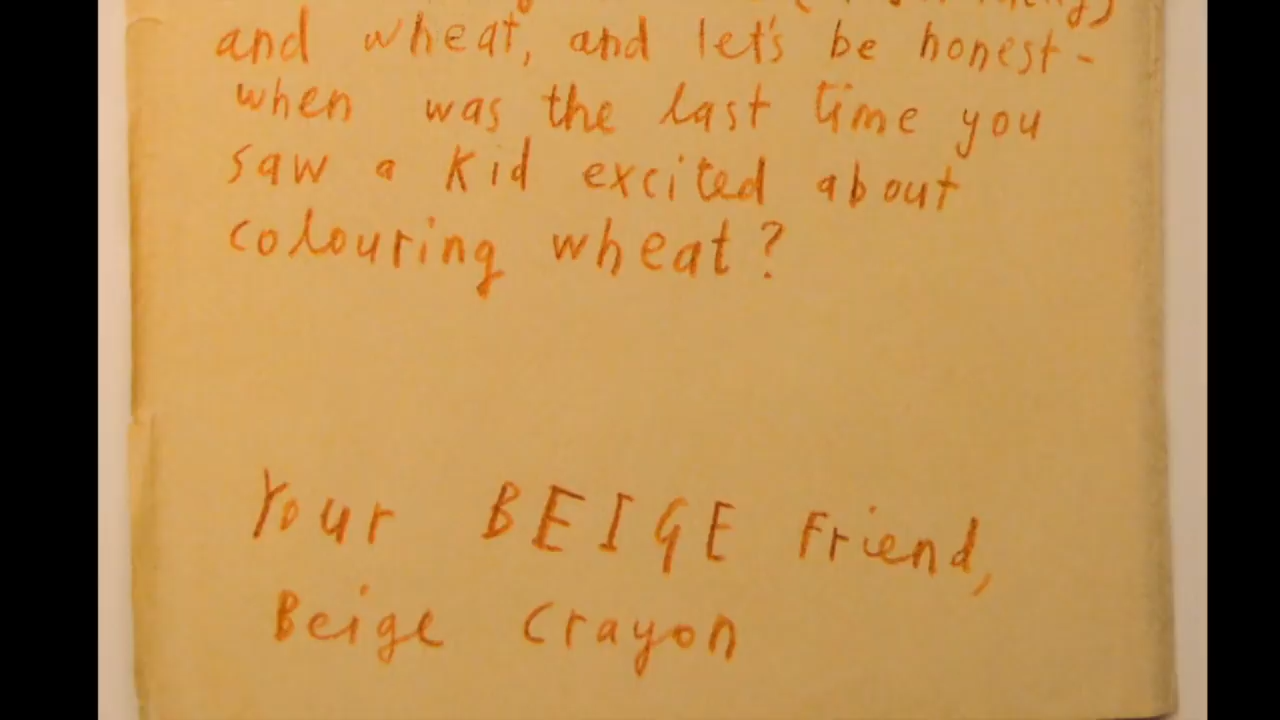 and wheat, and let's be honest -
when was the last time you
saw a kid excited about
colouring wheat?
Your BEIGE friend,
Beige Crayon